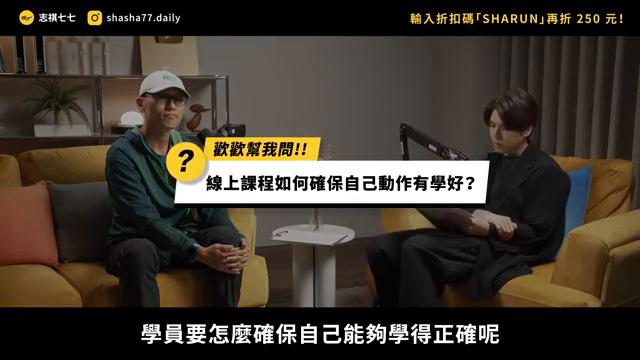 志祺七七
shasha77.daily
輸入折扣碼「SHARUN」再折 250 元!
?
歡歡幫我問!!
線上課程如何確保自己動作有學好?
學員要怎麼確保自己能夠學得正確呢